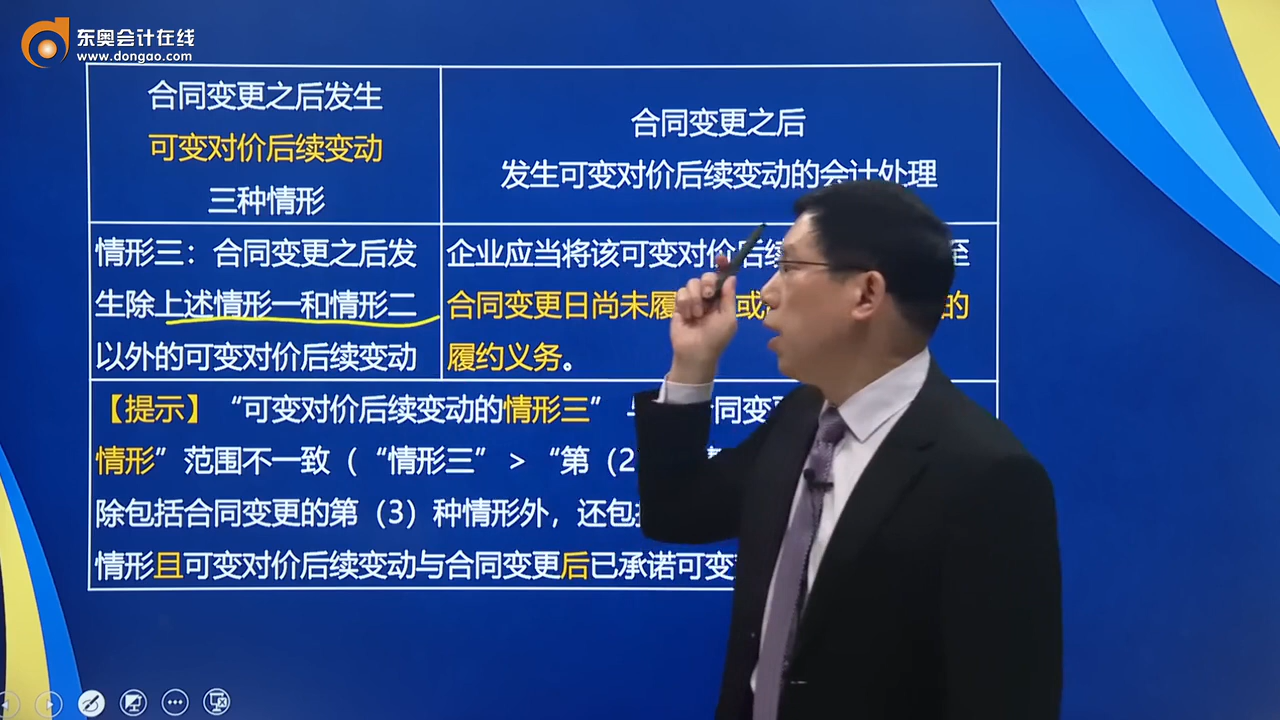 东奥会计在线
www.dongao.com
合同变更之后发生
可变对价后续变动
三种情形
合同变更之后
发生可变对价后续变动的会计处理
情形三：合同变更之后发
生除上述情形一和情形二
以外的可变对价后续变动
企业应当将该可变对价后续 至
合同变更日尚未履 或 的
履约义务。
【提示】“可变对价后续变动的情形三” 合同变
情形”范围不一致（“情形三”＞“第（2
除包括合同变更的第（3）种情形外，还包
情形且可变对价后续变动与合同变更后已承诺可变